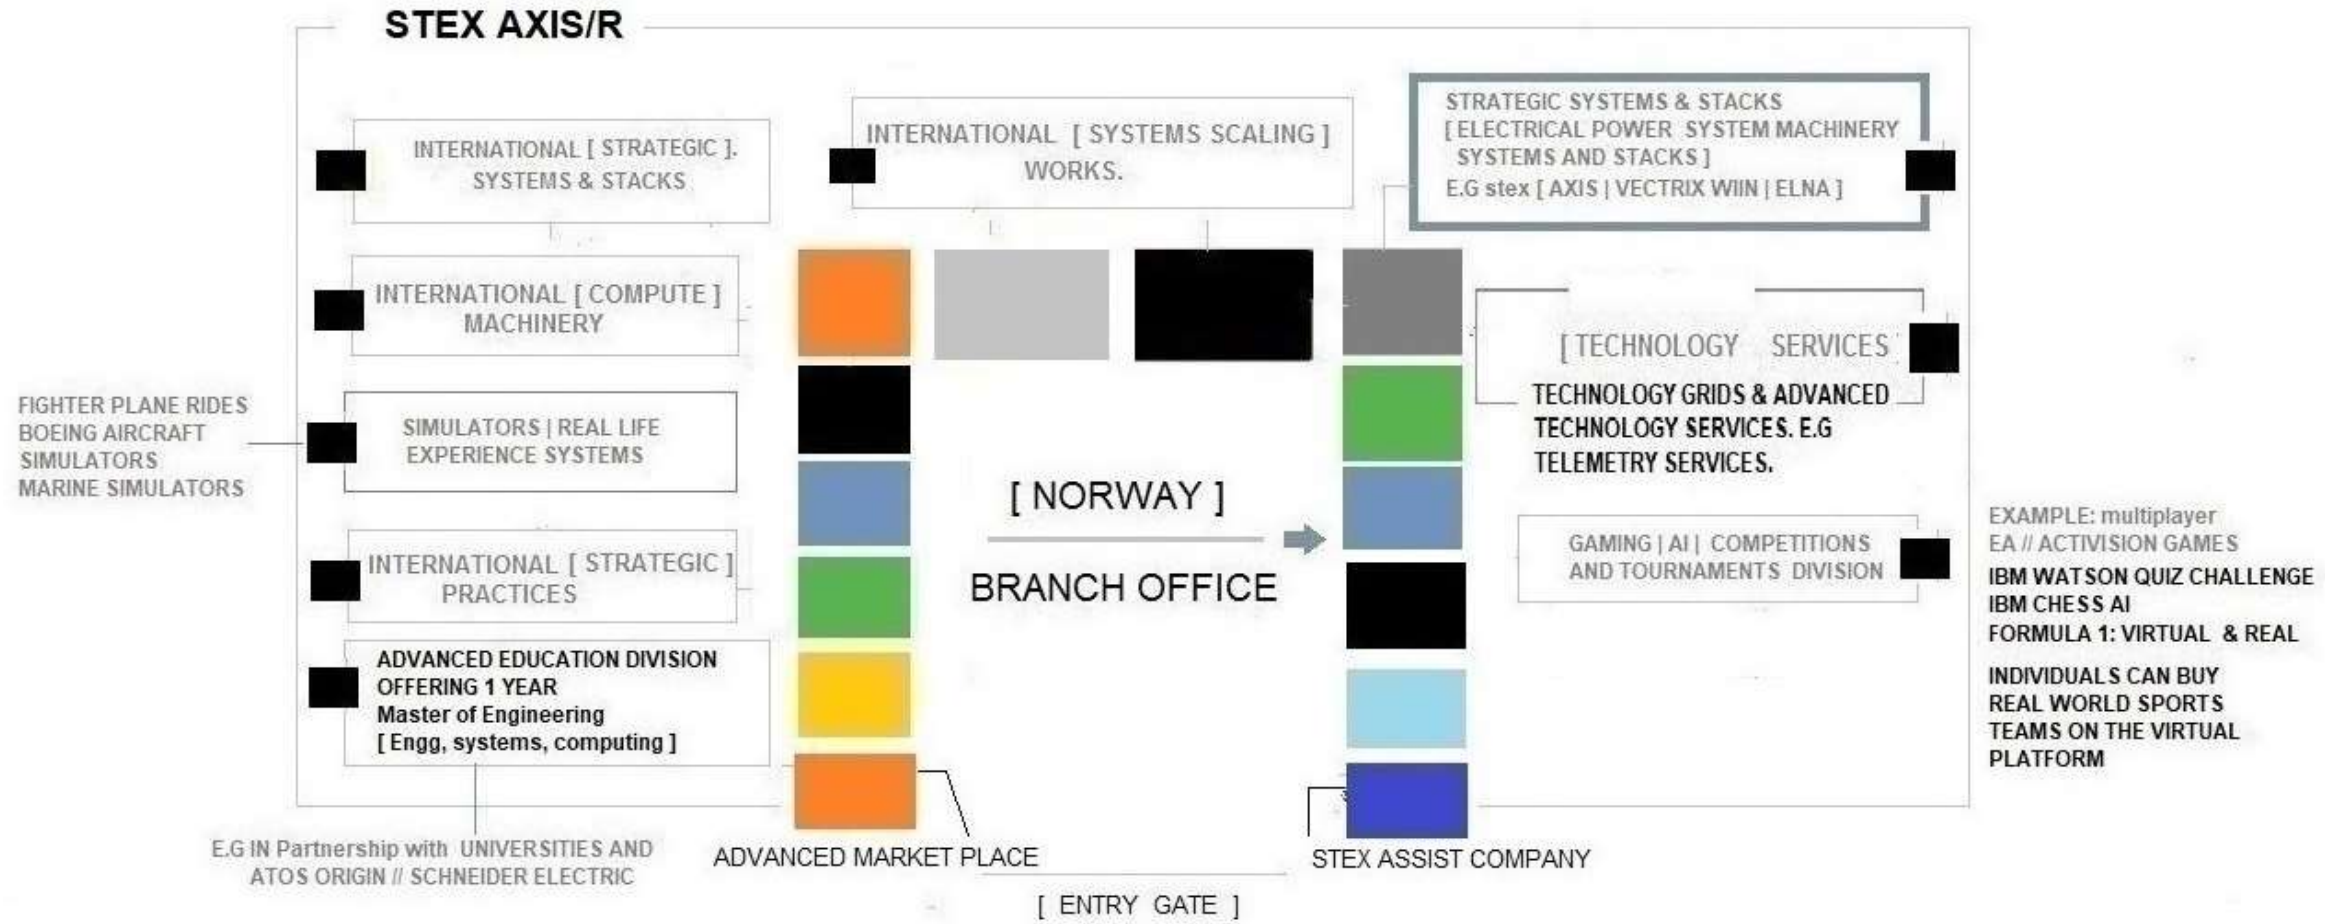 STEX AXIS/R
INTERNATIONAL [ STRATEGIC ].
SYSTEMS & STACKS
INTERNATIONAL [ SYSTEMS SCALING ]
WORKS.
STRATEGIC SYSTEMS & STACKS
[ ELECTRICAL POWER SYSTEM MACHINERY
SYSTEMS AND STACKS ]
E.G stex [ AXIS | VECTRIX WIIN | ELNA ]
INTERNATIONAL [ COMPUTE ]
MACHINERY
[ TECHNOLOGY SERVICES
TECHNOLOGY GRIDS & ADVANCED
TECHNOLOGY SERVICES. E.G
TELEMETRY SERVICES.
FIGHTER PLANE RIDES
BOEING AIRCRAFT
SIMULATORS
MARINE SIMULATORS
SIMULATORS | REAL LIFE
EXPERIENCE SYSTEMS
[ NORWAY ]
BRANCH OFFICE
INTERNATIONAL [ STRATEGIC ]
PRACTICES
GAMING | AI | COMPETITIONS
AND TOURNAMENTS DIVISION
EXAMPLE: multiplayer
EA // ACTIVISION GAMES
IBM WATSON QUIZ CHALLENGE
IBM CHESS AI
FORMULA 1: VIRTUAL & REAL
INDIVIDUALS CAN BUY
REAL WORLD SPORTS
TEAMS ON THE VIRTUAL
PLATFORM
ADVANCED EDUCATION DIVISION
OFFERING 1 YEAR
Master of Engineering
[ Engg, systems, computing ]
E.G IN Partnership with UNIVERSITIES AND
ATOS ORIGIN // SCHNEIDER ELECTRIC
ADVANCED MARKET PLACE
STEX ASSIST COMPANY
[ ENTRY GATE ]